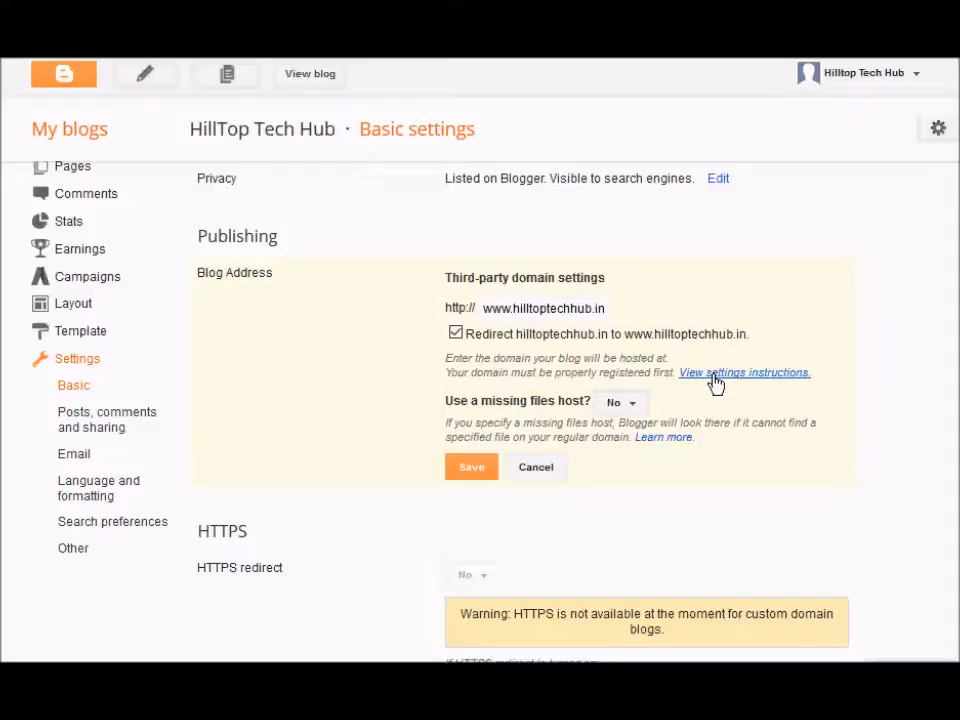 View blog
Hilltop Tech Hub
My blogs
HillTop Tech Hub · Basic settings
Pages
Comments
Stats
Earnings
Campaigns
Layout
Template
Settings
Basic
Posts, comments
and sharing
Email
Language and
formatting
Search preferences
Other
Privacy
Listed on Blogger. Visible to search engines. Edit
Publishing
Blog Address
Third-party domain settings
http:// www.hilltoptechhub.in
Redirect hilltoptechhub.in to www.hilltoptechhub.in.
Enter the domain your blog will be hosted at.
Your domain must be properly registered first. View settings instructions.
Use a missing files host? No
If you specify a missing files host, Blogger will look there if it cannot find a
specified file on your regular domain. Learn more.
Save Cancel
HTTPS
HTTPS redirect
No
Warning: HTTPS is not available at the moment for custom domain
blogs.